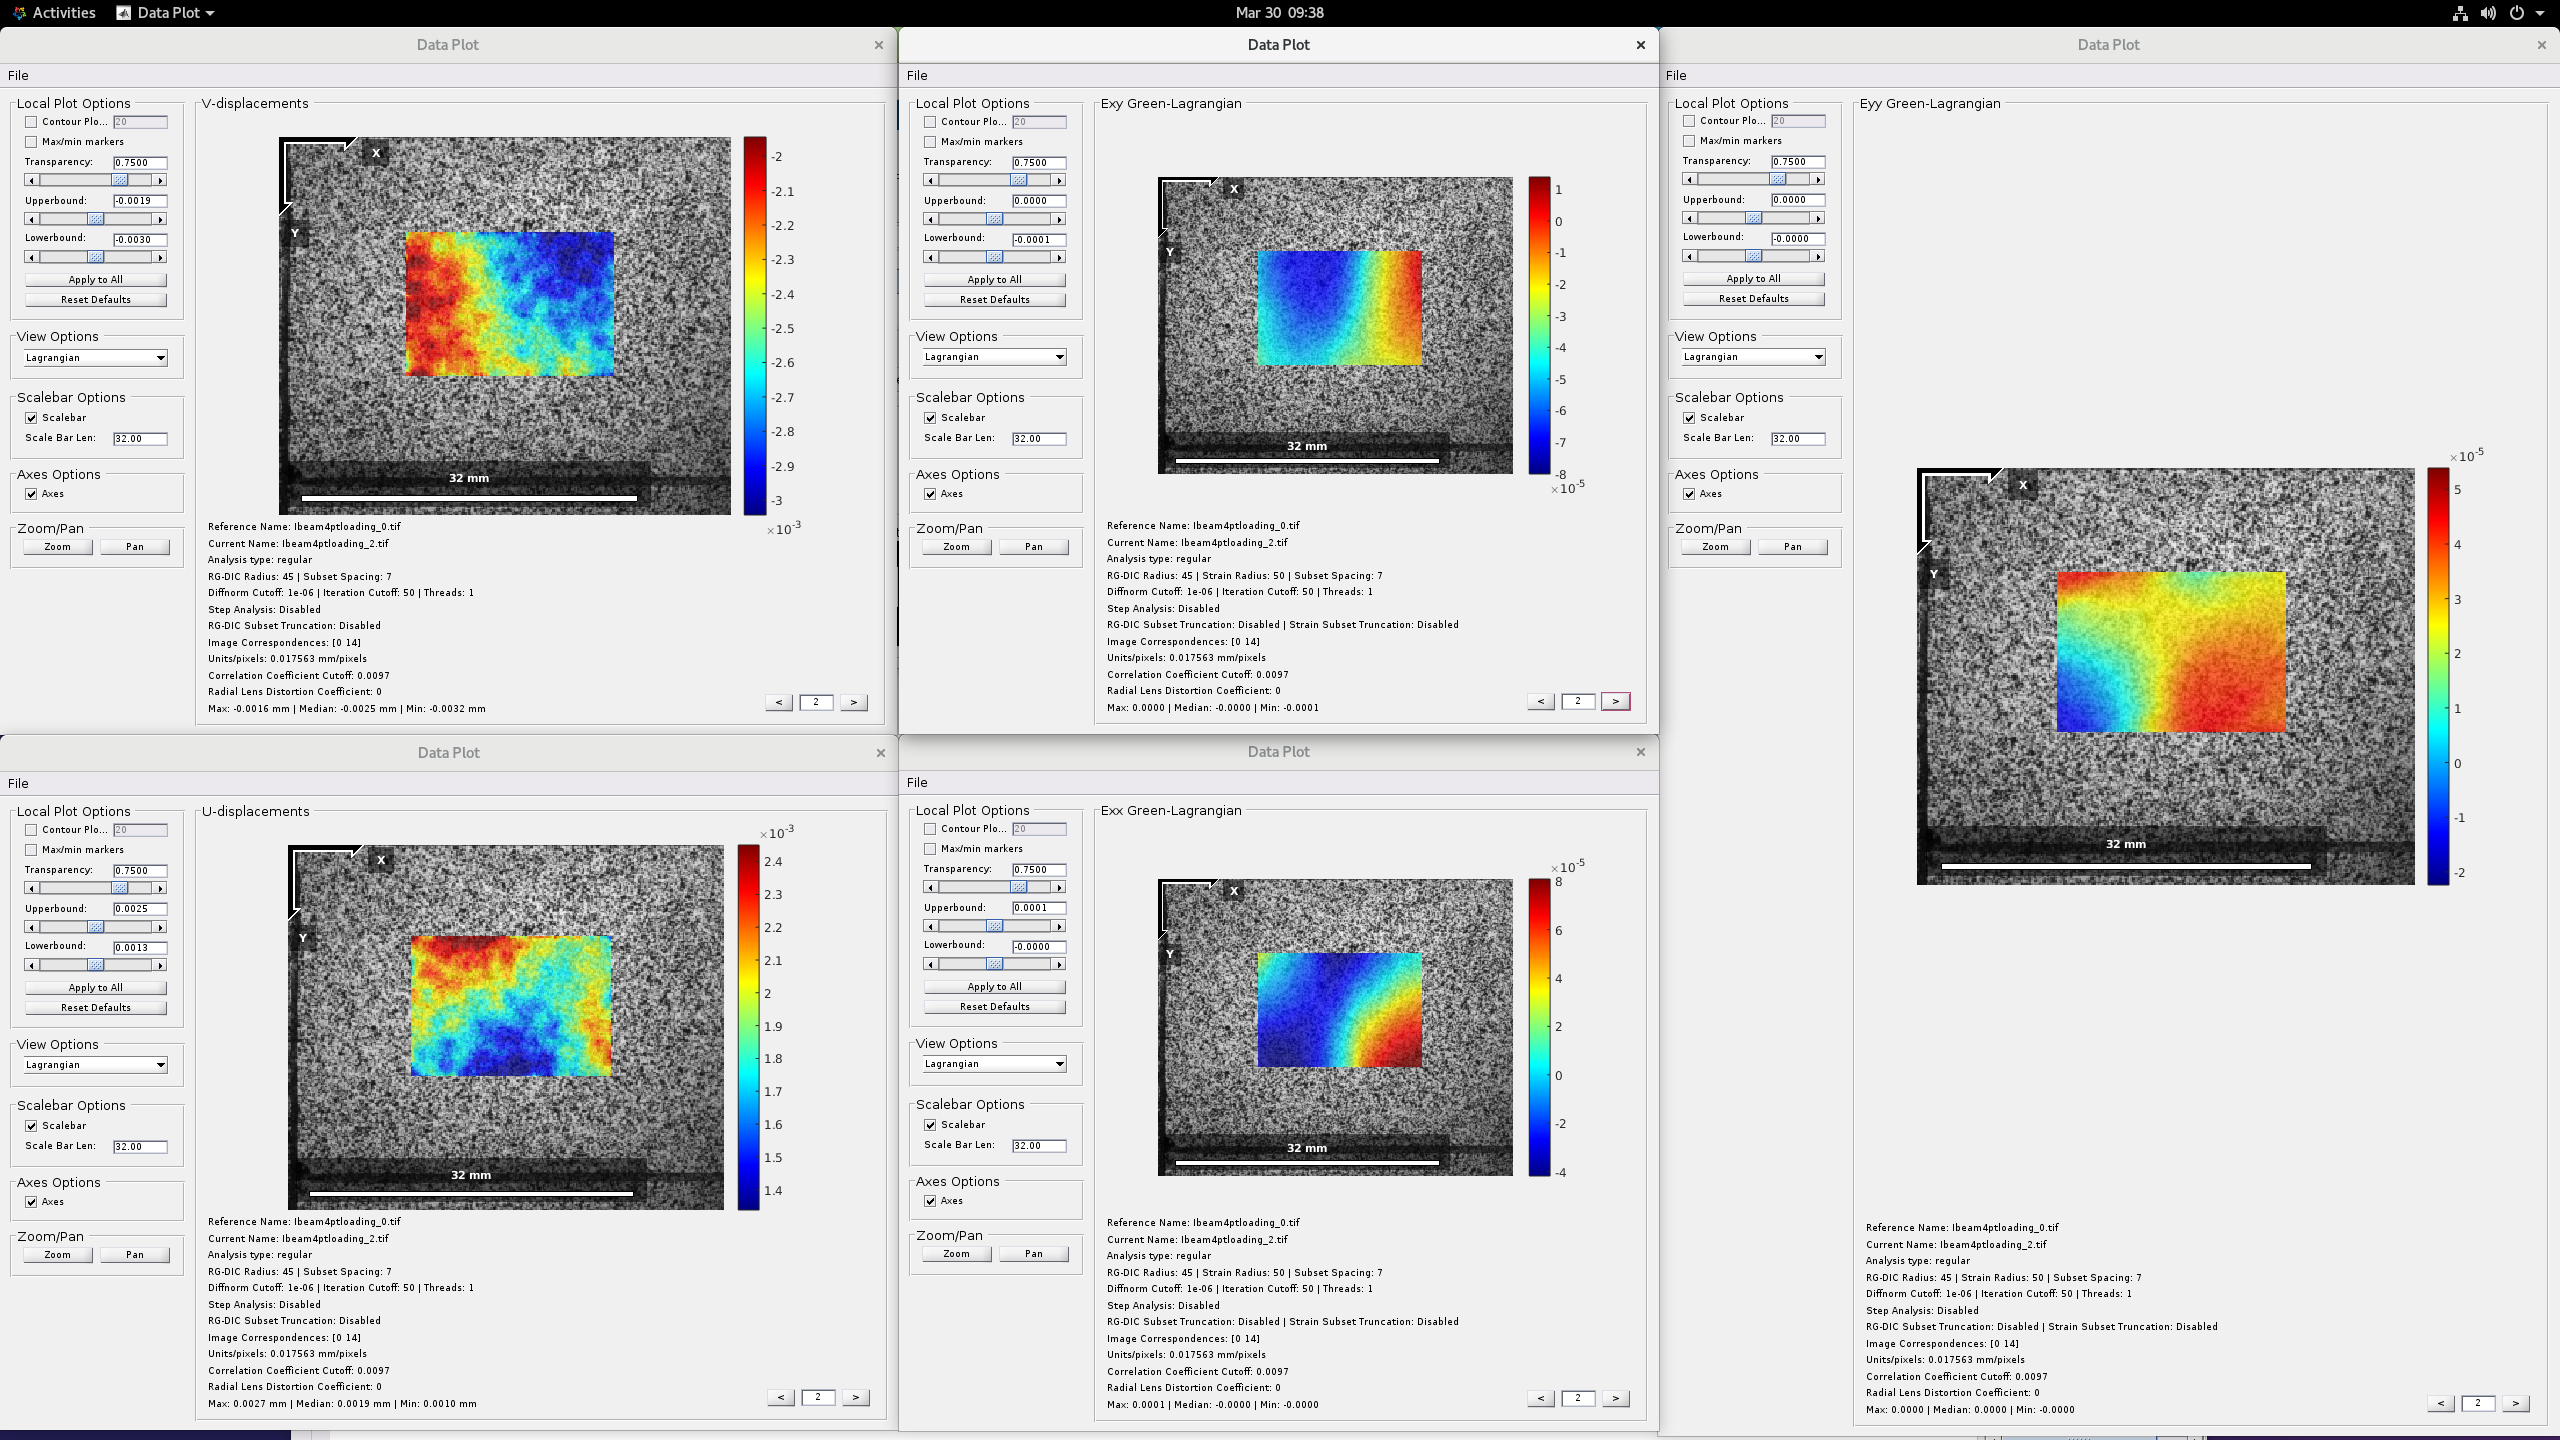 Activities Data Plot Mar 30 09:38
Data Plot
File
Local Plot Options
Contour Plo... 20
Max/min markers
Transparency: 0.7500
Upperbound: -0.0019
Lowerbound: -0.0030
Apply to All
Reset Defaults
View Options
Lagrangian
Scalebar Options
Scalebar
Scale Bar Len: 32.00
Axes Options
Axes
Zoom/Pan
Zoom Pan
V-displacements
X
Y
32 mm
-2
-2.1
-2.2
-2.3
-2.4
-2.5
-2.6
-2.7
-2.8
-2.9
-3
×10-3
Reference Name: Ibeam4ptloading_0.tif
Current Name: Ibeam4ptloading_2.tif
Analysis type: regular
RG-DIC Radius: 45 | Subset Spacing: 7
Diffnorm Cutoff: 1e-06 | Iteration Cutoff: 50 | Threads: 1
Step Analysis: Disabled
RG-DIC Subset Truncation: Disabled
Image Correspondences: [0 14]
Units/pixels: 0.017563 mm/pixels
Correlation Coefficient Cutoff: 0.0097
Radial Lens Distortion Coefficient: 0
Max: -0.0016 mm | Median: -0.0025 mm | Min: -0.0032 mm
< 2 >
Data Plot
File
Local Plot Options
Contour Plo... 20
Max/min markers
Transparency: 0.7500
Upperbound: 0.0000
Lowerbound: -0.0001
Apply to All
Reset Defaults
View Options
Lagrangian
Scalebar Options
Scalebar
Scale Bar Len: 32.00
Axes Options
Axes
Zoom/Pan
Zoom Pan
Exy Green-Lagrangian
X
Y
32 mm
1
0
-1
-2
-3
-4
-5
-6
-7
-8
×10-5
Reference Name: Ibeam4ptloading_0.tif
Current Name: Ibeam4ptloading_2.tif
Analysis type: regular
RG-DIC Radius: 45 | Strain Radius: 50 | Subset Spacing: 7
Diffnorm Cutoff: 1e-06 | Iteration Cutoff: 50 | Threads: 1
Step Analysis: Disabled
RG-DIC Subset Truncation: Disabled | Strain Subset Truncation: Disabled
Image Correspondences: [0 14]
Units/pixels: 0.017563 mm/pixels
Correlation Coefficient Cutoff: 0.0097
Radial Lens Distortion Coefficient: 0
Max: 0.0000 | Median: -0.0000 | Min: -0.0001
< 2 >
Data Plot
File
Local Plot Options
Contour Plo... 20
Max/min markers
Transparency: 0.7500
Upperbound: 0.0000
Lowerbound: -0.0000
Apply to All
Reset Defaults
View Options
Lagrangian
Scalebar Options
Scalebar
Scale Bar Len: 32.00
Axes Options
Axes
Zoom/Pan
Zoom Pan
Eyy Green-Lagrangian
×10-5
X
Y
32 mm
5
4
3
2
1
0
-1
-2
Reference Name: Ibeam4ptloading_0.tif
Current Name: Ibeam4ptloading_2.tif
Analysis type: regular
RG-DIC Radius: 45 | Strain Radius: 50 | Subset Spacing: 7
Diffnorm Cutoff: 1e-06 | Iteration Cutoff: 50 | Threads: 1
Step Analysis: Disabled
RG-DIC Subset Truncation: Disabled | Strain Subset Truncation: Disabled
Image Correspondences: [0 14]
Units/pixels: 0.017563 mm/pixels
Correlation Coefficient Cutoff: 0.0097
Radial Lens Distortion Coefficient: 0
Max: 0.0000 | Median: 0.0000 | Min: -0.0000
< 2 >
Data Plot
File
Local Plot Options
Contour Plo... 20
Max/min markers
Transparency: 0.7500
Upperbound: 0.0025
Lowerbound: 0.0013
Apply to All
Reset Defaults
View Options
Lagrangian
Scalebar Options
Scalebar
Scale Bar Len: 32.00
Axes Options
Axes
Zoom/Pan
Zoom Pan
U-displacements
×10-3
X
Y
32 mm
2.4
2.3
2.2
2.1
2
1.9
1.8
1.7
1.6
1.5
1.4
Reference Name: Ibeam4ptloading_0.tif
Current Name: Ibeam4ptloading_2.tif
Analysis type: regular
RG-DIC Radius: 45 | Subset Spacing: 7
Diffnorm Cutoff: 1e-06 | Iteration Cutoff: 50 | Threads: 1
Step Analysis: Disabled
RG-DIC Subset Truncation: Disabled
Image Correspondences: [0 14]
Units/pixels: 0.017563 mm/pixels
Correlation Coefficient Cutoff: 0.0097
Radial Lens Distortion Coefficient: 0
Max: 0.0027 mm | Median: 0.0019 mm | Min: 0.0010 mm
< 2 >
Data Plot
File
Local Plot Options
Contour Plo... 20
Max/min markers
Transparency: 0.7500
Upperbound: 0.0001
Lowerbound: -0.0000
Apply to All
Reset Defaults
View Options
Lagrangian
Scalebar Options
Scalebar
Scale Bar Len: 32.00
Axes Options
Axes
Zoom/Pan
Zoom Pan
Exx Green-Lagrangian
×10-5
X
Y
32 mm
8
6
4
2
0
-2
-4
Reference Name: Ibeam4ptloading_0.tif
Current Name: Ibeam4ptloading_2.tif
Analysis type: regular
RG-DIC Radius: 45 | Strain Radius: 50 | Subset Spacing: 7
Diffnorm Cutoff: 1e-06 | Iteration Cutoff: 50 | Threads: 1
Step Analysis: Disabled
RG-DIC Subset Truncation: Disabled | Strain Subset Truncation: Disabled
Image Correspondences: [0 14]
Units/pixels: 0.017563 mm/pixels
Correlation Coefficient Cutoff: 0.0097
Radial Lens Distortion Coefficient: 0
Max: 0.0001 | Median: -0.0000 | Min: -0.0000
< 2 >